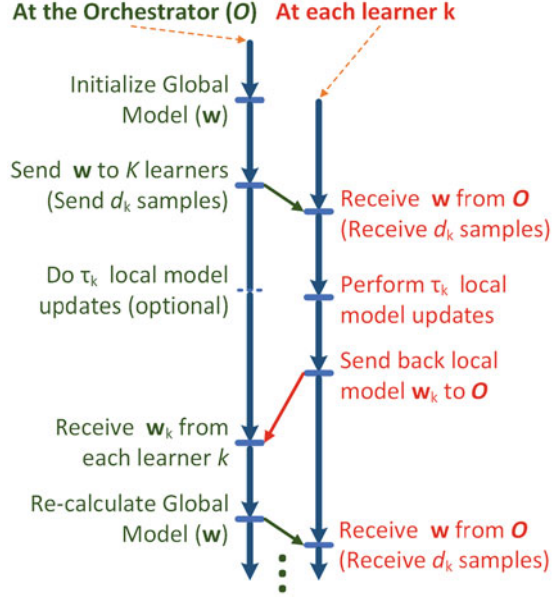 At the Orchestrator (O)
At each learner k
Initialize Global
Model (w)
Send w to K learners
(Send dk samples)
Receive w from O
(Receive dk samples)
Do τk local model
updates (optional)
Perform τk local
model updates
Send back local
model wk to O
Receive wk from
each learner k
Re-calculate Global
Model (w)
Receive w from O
(Receive dk samples)